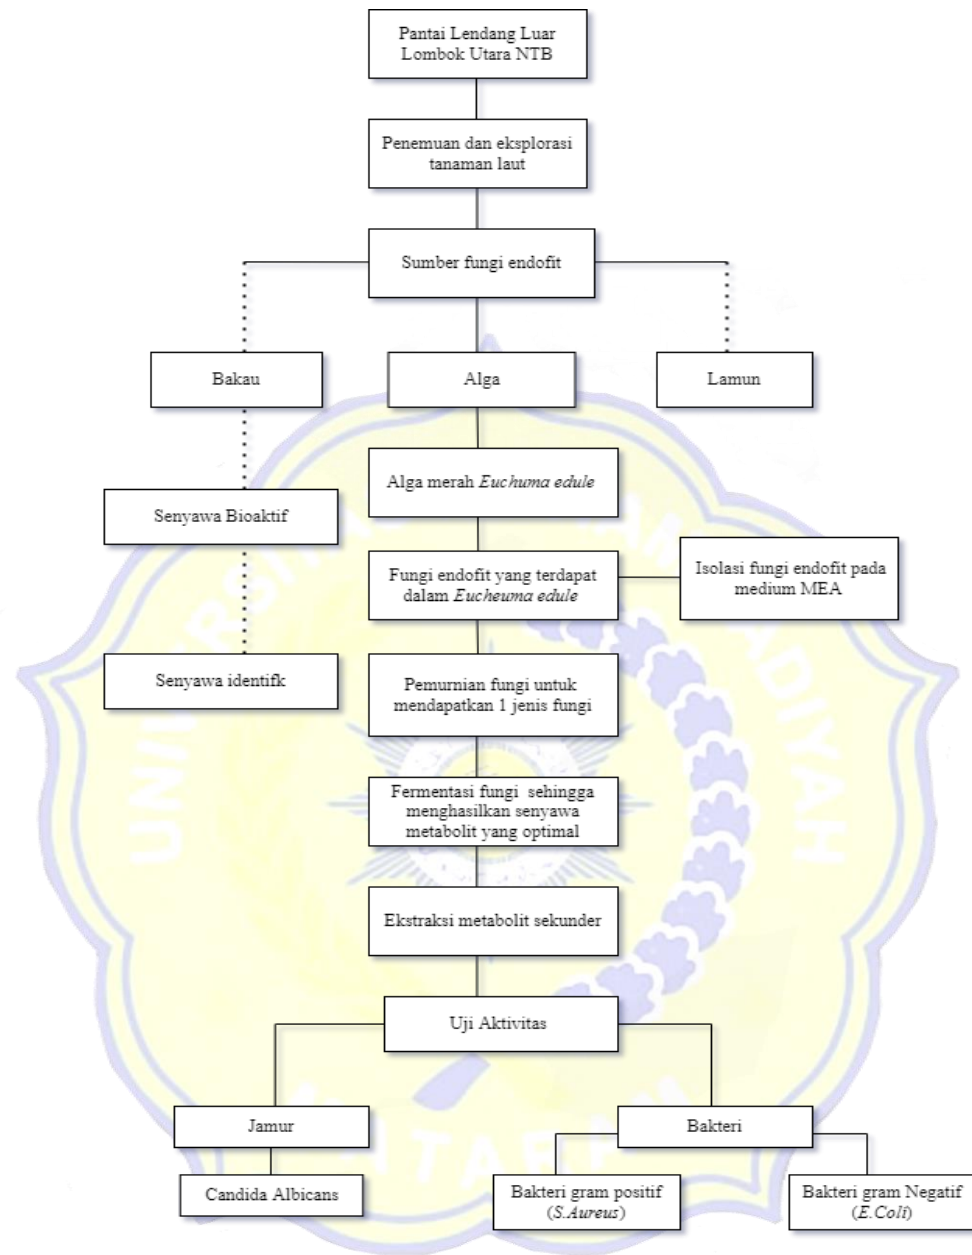 Pantai Lendang Luar
Lombok Utara NTB
Penemuan dan eksplorasi
tanaman laut
Sumber fungi endofit
Bakau
Alga
Lamun
Alga merah Euchuma edule
Senyawa Bioaktif
Fungi endofit yang terdapat
dalam Eucheuma edule
Isolasi fungi endofit pada
medium MEA
Senyawa identifk
Pemurnian fungi untuk
mendapatkan 1 jenis fungi
Fermentasi fungi sehingga
menghasilkan senyawa
metabolit yang optimal
Ekstraksi metabolit sekunder
Uji Aktivitas
Jamur
Bakteri
Candida Albicans
Bakteri gram positif
(S.Aureus)
Bakteri gram Negatif
(E.Coli)